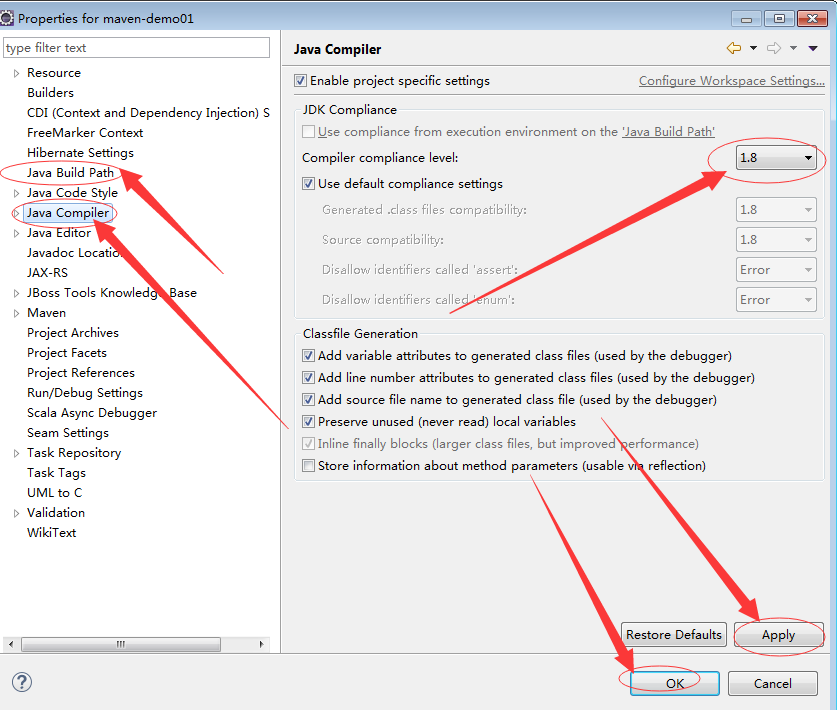 Properties for maven-demo01
type filter text
Resource
Builders
CDI (Context and Dependency Injection) S
FreeMarker Context
Hibernate Settings
Java Build Path
Java Code Style
Java Compiler
Java Editor
Javadoc Location
JAX-RS
JBoss Tools Knowledge Base
Maven
Project Archives
Project Facets
Project References
Run/Debug Settings
Scala Async Debugger
Seam Settings
Task Repository
Task Tags
UML to C
Validation
WikiText
Java Compiler
Enable project specific settings
Configure Workspace Settings...
JDK Compliance
Use compliance from execution environment on the 'Java Build Path'
Compiler compliance level: 1.8
Use default compliance settings
Generated .class files compatibility: 1.8
Source compatibility: 1.8
Disallow identifiers called 'assert': Error
Disallow identifiers called 'enum': Error
Classfile Generation
Add variable attributes to generated class files (used by the debugger)
Add line number attributes to generated class files (used by the debugger)
Add source file name to generated class file (used by the debugger)
Preserve unused (never read) local variables
Inline finally blocks (larger class files, but improved performance)
Store information about method parameters (usable via reflection)
Restore Defaults
Apply
?
OK
Cancel